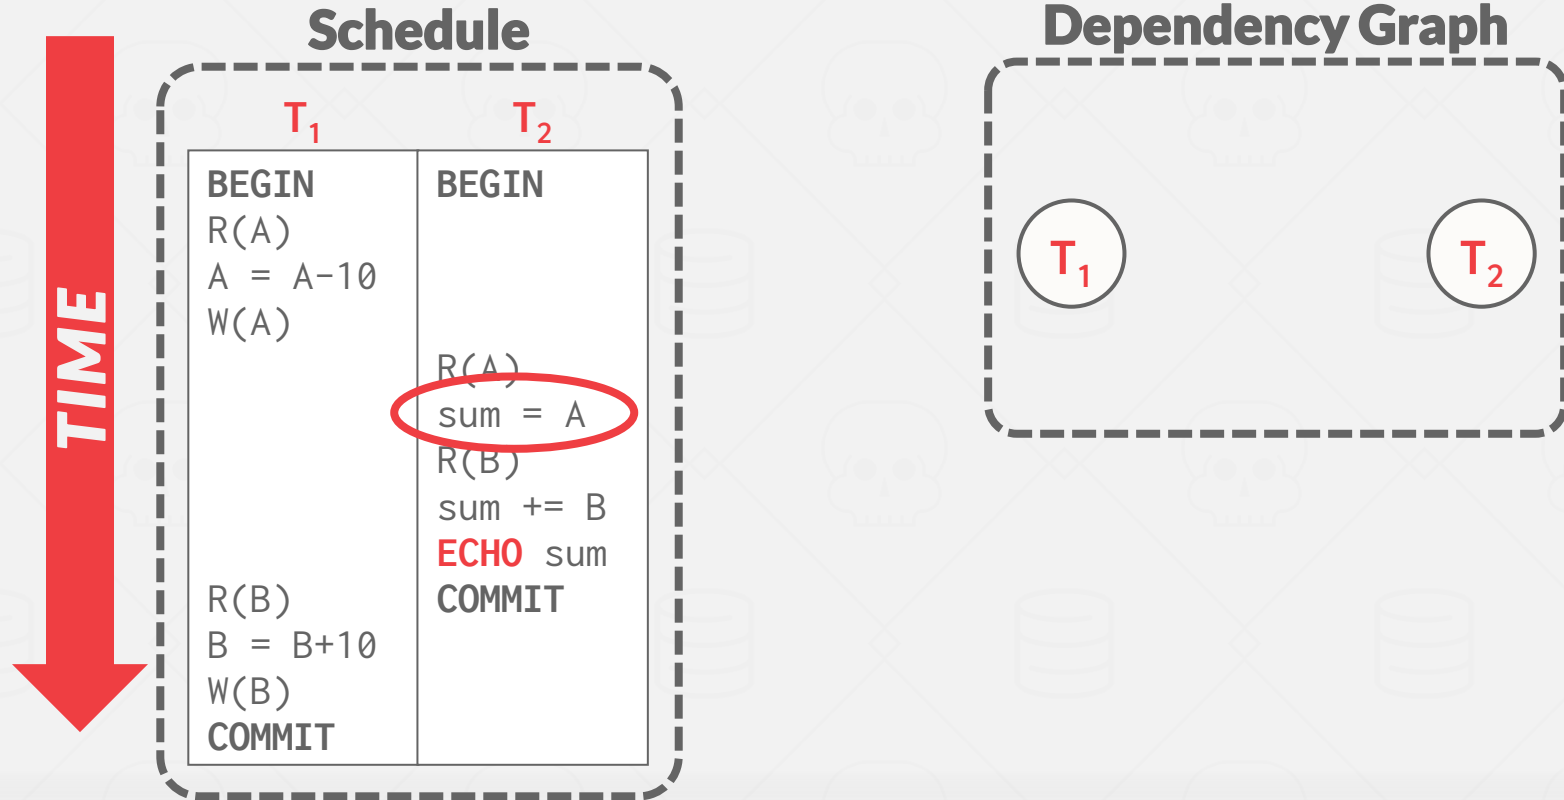 Schedule
Dependency Graph
TIME
T1
T2
BEGIN
BEGIN
R(A)
A = A-10
W(A)
R(A)
sum = A
R(B)
sum += B
ECHO sum
R(B)
COMMIT
B = B+10
W(B)
COMMIT
T1
T2